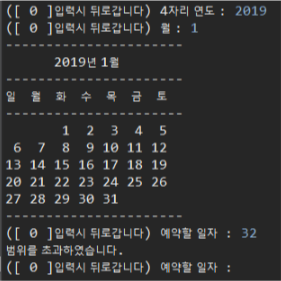 ([ 0 ]입력시 뒤로갑니다) 4자리 연도 : 2019
([ 0 ]입력시 뒤로갑니다) 월 : 1
-----------------------
2019년 1월
-----------------------
일 월 화 수 목 금 토
-----------------------
1 2 3 4 5
6 7 8 9 10 11 12
13 14 15 16 17 18 19
20 21 22 23 24 25 26
27 28 29 30 31
-----------------------
([ 0 ]입력시 뒤로갑니다) 예약할 일자 : 32
범위를 초과하였습니다.
([ 0 ]입력시 뒤로갑니다) 예약할 일자 :